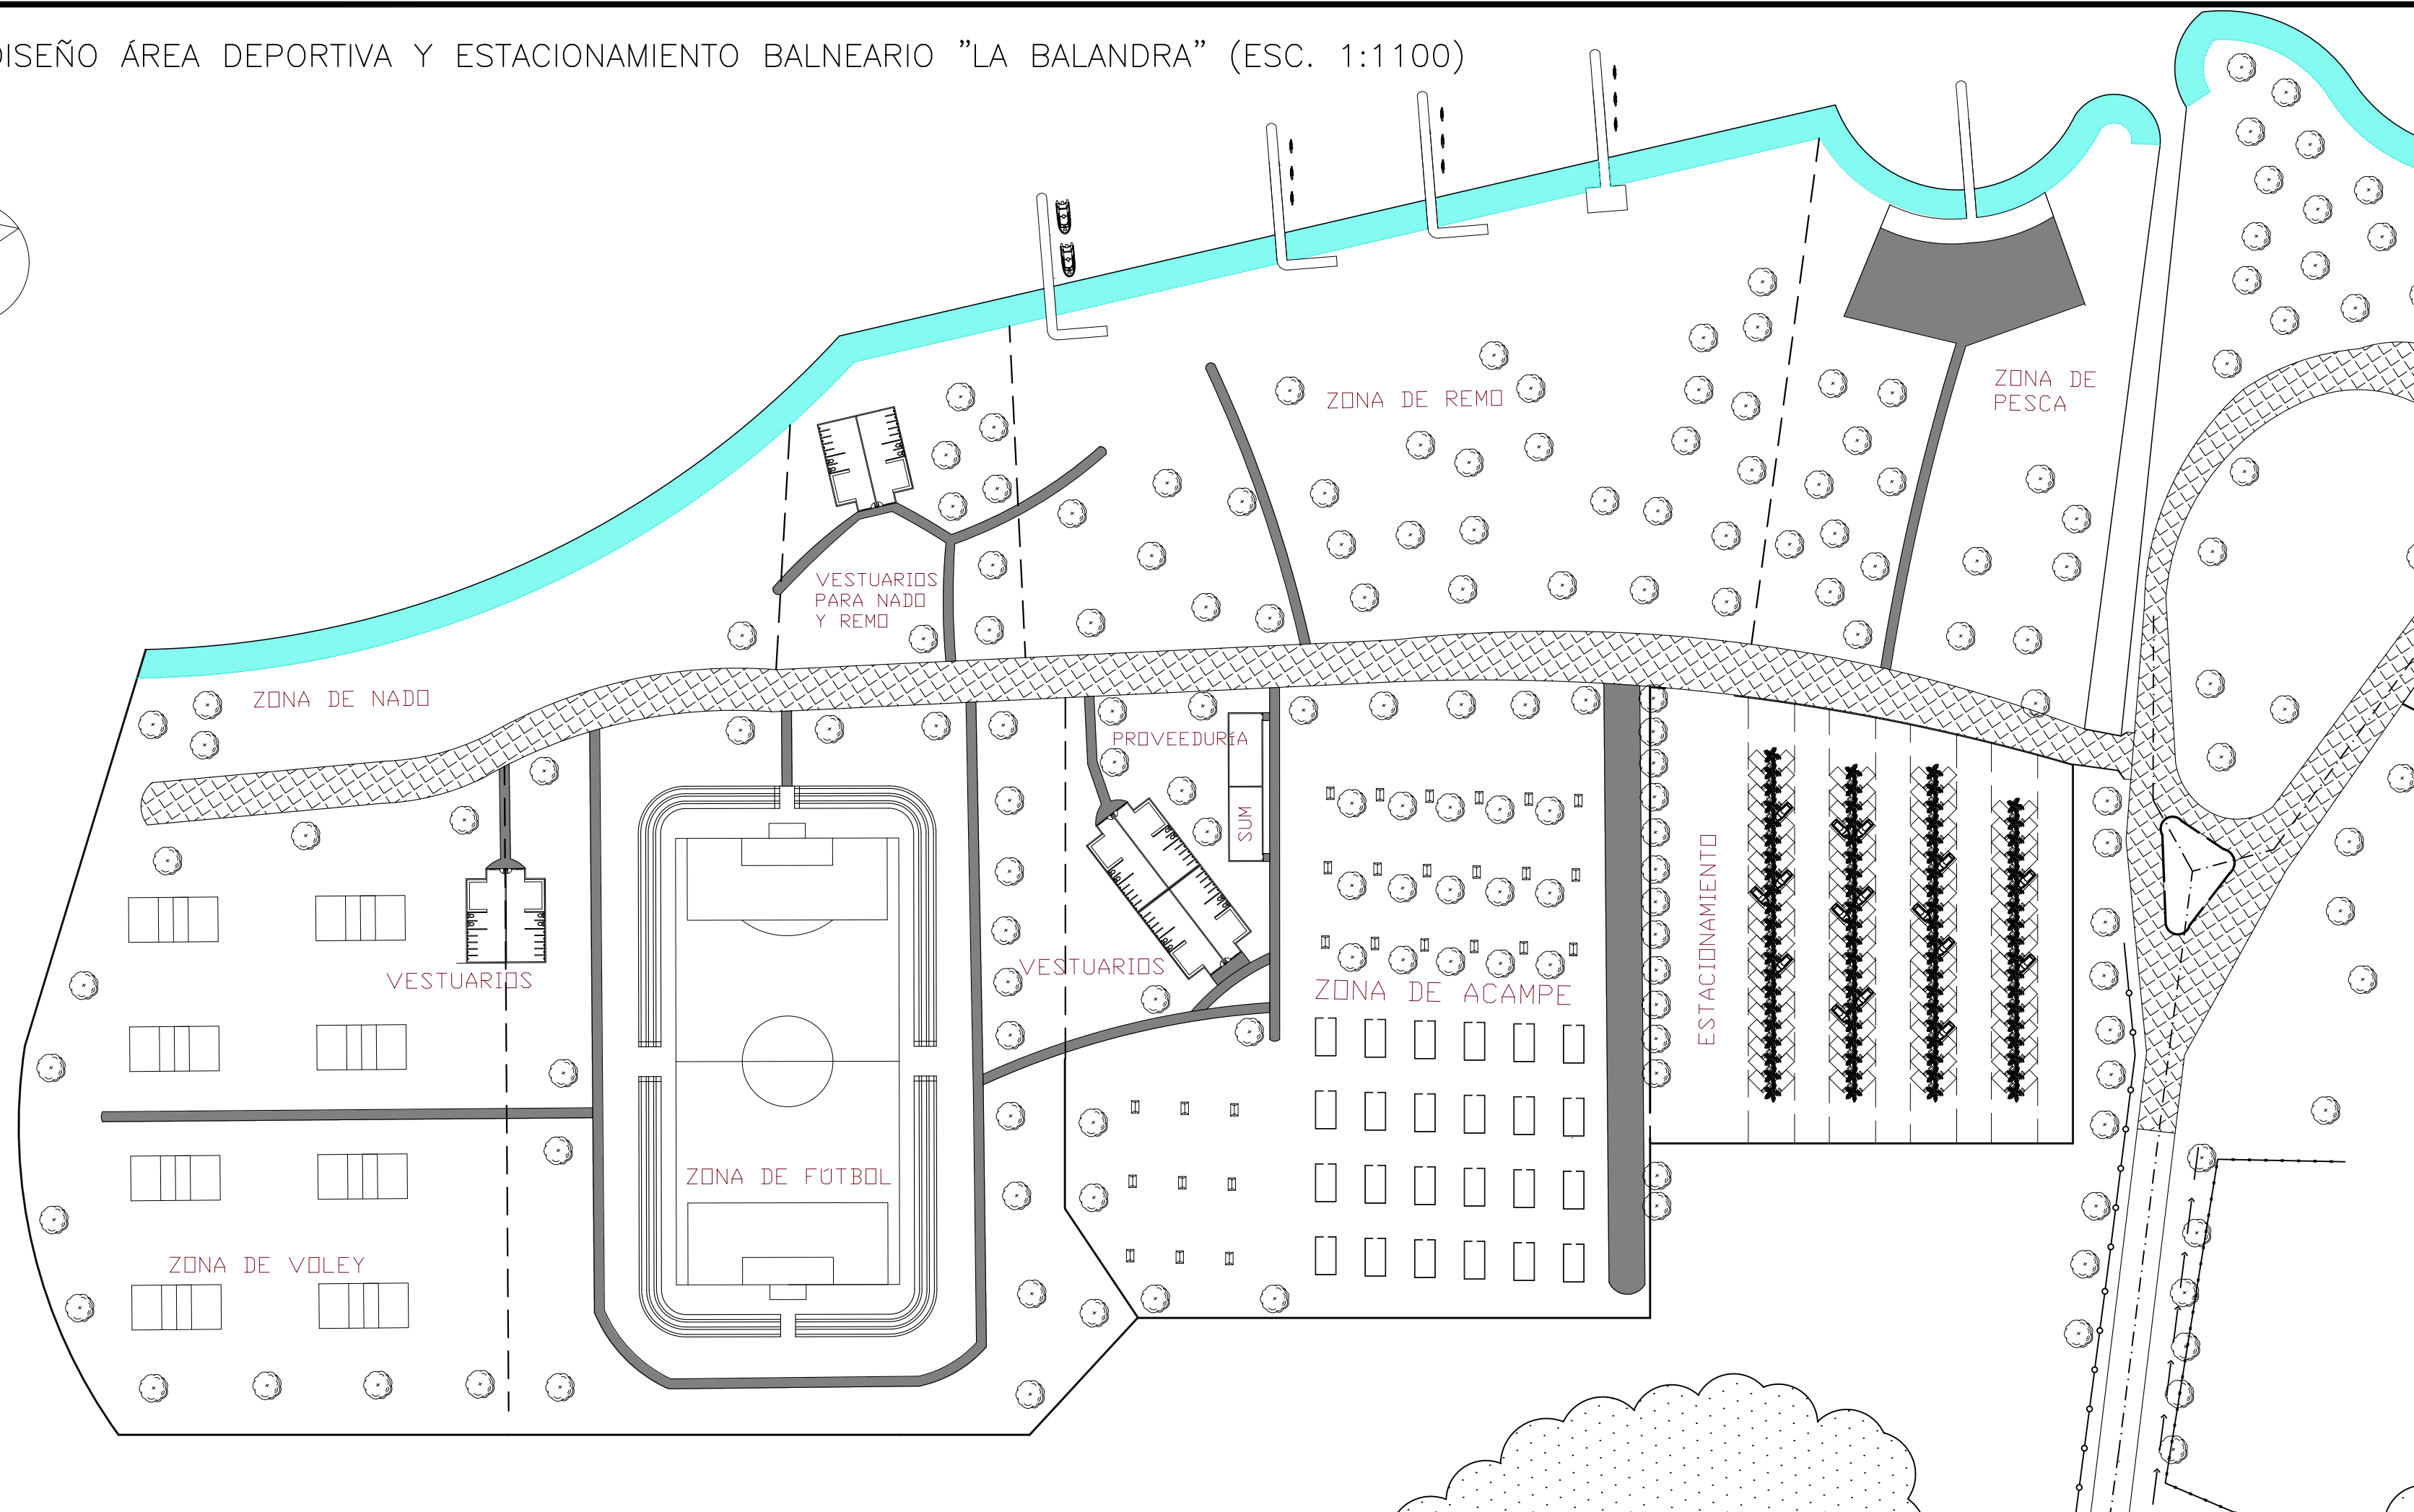 DISEÑO ÁREA DEPORTIVA Y ESTACIONAMIENTO BALNEARIO "LA BALANDRA" (ESC. 1:1100)
ZONA DE
PESCA
ZONA DE REMO
VESTUARIOS
PARA NADO
Y REMO
ZONA DE NADO
PROVEEDURÍA
SUM
ESTACIONAMIENTO
VESTUARIOS
VESTUARIOS
ZONA DE ACAMPE
ZONA DE FÚTBOL
ZONA DE VOLEY